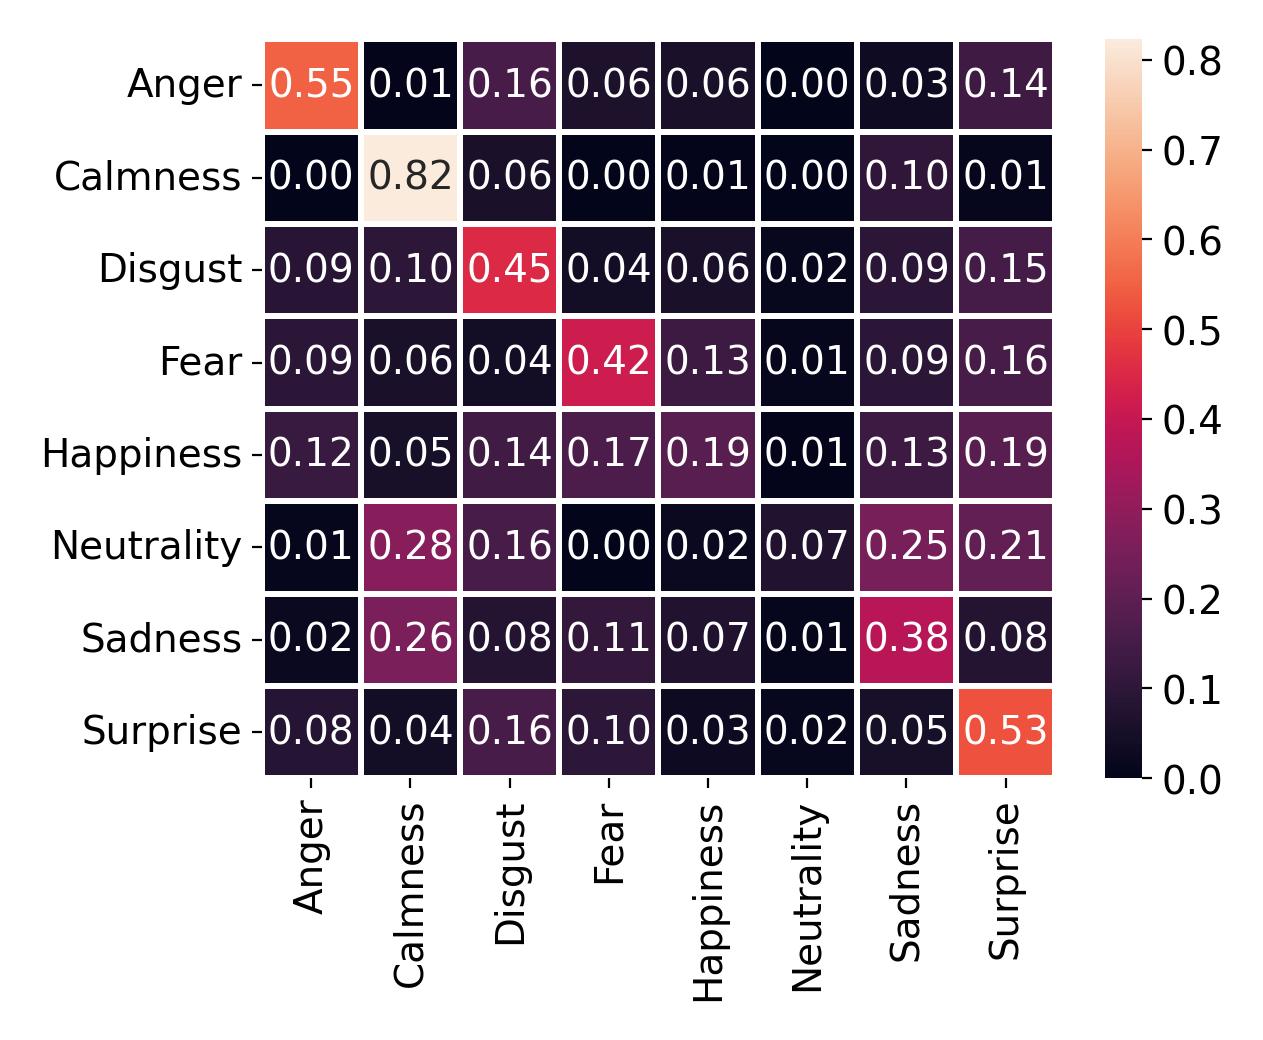 Anger 0.55 0.01 0.16 0.06 0.06 0.00 0.03 0.14
Calmness 0.00 0.82 0.06 0.00 0.01 0.00 0.10 0.01
Disgust 0.09 0.10 0.45 0.04 0.06 0.02 0.09 0.15
Fear 0.09 0.06 0.04 0.42 0.13 0.01 0.09 0.16
Happiness 0.12 0.05 0.14 0.17 0.19 0.01 0.13 0.19
Neutrality 0.01 0.28 0.16 0.00 0.02 0.07 0.25 0.21
Sadness 0.02 0.26 0.08 0.11 0.07 0.01 0.38 0.08
Surprise 0.08 0.04 0.16 0.10 0.03 0.02 0.05 0.53
Anger
Calmness
Disgust
Fear
Happiness
Neutrality
Sadness
Surprise
0.8
0.7
0.6
0.5
0.4
0.3
0.2
0.1
0.0